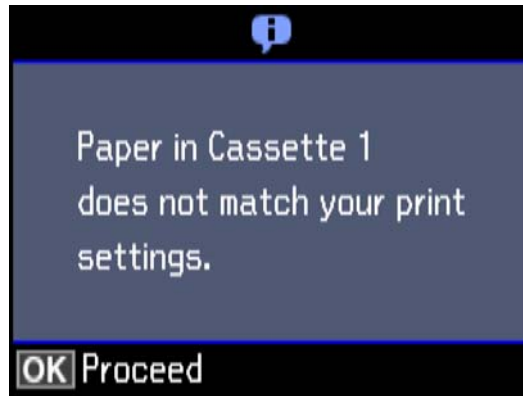 Paper in Cassette 1
does not match your print
settings.
OK Proceed